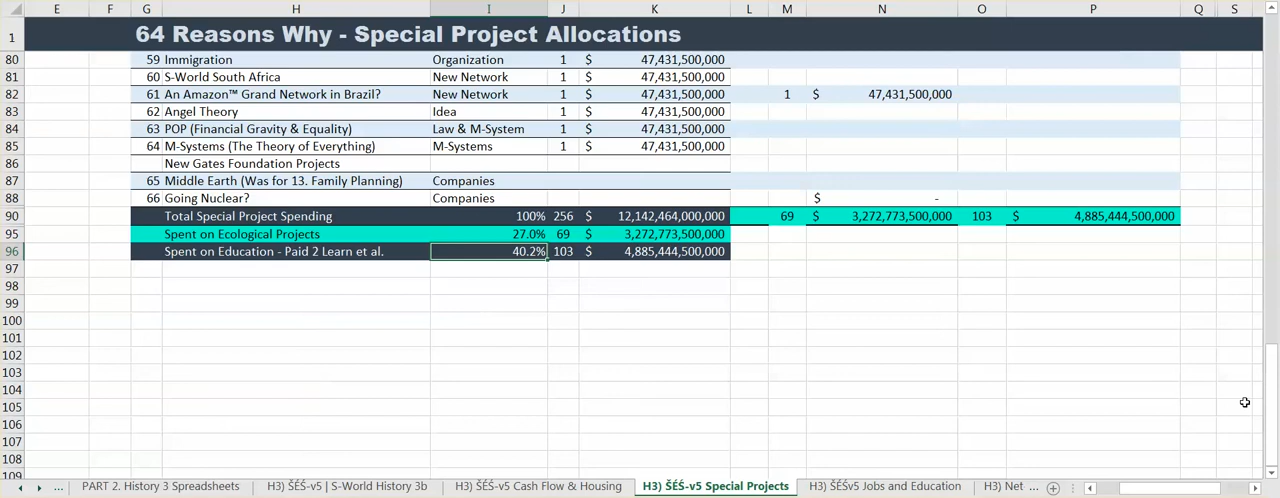 E F G H I J K L M N O P Q S
1 64 Reasons Why - Special Project Allocations
80 59 Immigration Organization 1 $ 47,431,500,000
81 60 S-World South Africa New Network 1 $ 47,431,500,000
82 61 An Amazon™ Grand Network in Brazil? New Network 1 $ 47,431,500,000 1 $ 47,431,500,000
83 62 Angel Theory Idea 1 $ 47,431,500,000
84 63 POP (Financial Gravity & Equality) Law & M-System 1 $ 47,431,500,000
85 64 M-Systems (The Theory of Everything) M-Systems 1 $ 47,431,500,000
86 New Gates Foundation Projects
87 65 Middle Earth (Was for 13. Family Planning) Companies
88 66 Going Nuclear? Companies $ -
90 Total Special Project Spending 100% 256 $ 12,142,464,000,000 69 $ 3,272,773,500,000 103 $ 4,885,444,500,000
95 Spent on Ecological Projects 27.0% 69 $ 3,272,773,500,000
96 Spent on Education - Paid 2 Learn et al. 40.2% 103 $ 4,885,444,500,000
97
98
99
100
101
102
103
104
105
106
107
108
109
... PART 2. History 3 Spreadsheets H3) ŠÉŠ-v5 | S-World History 3b H3) ŠÉŠ-v5 Cash Flow & Housing H3) ŠÉŠ-v5 Special Projects H3) ŠÉŠv5 Jobs and Education H3) Net ...